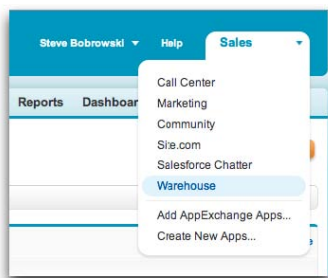 Steve Bobrowski Help Sales
Call Center
Reports Dashboar Marketing
Community
Site.com
Salesforce Chatter
Warehouse
Add AppExchange Apps...
Create New Apps...